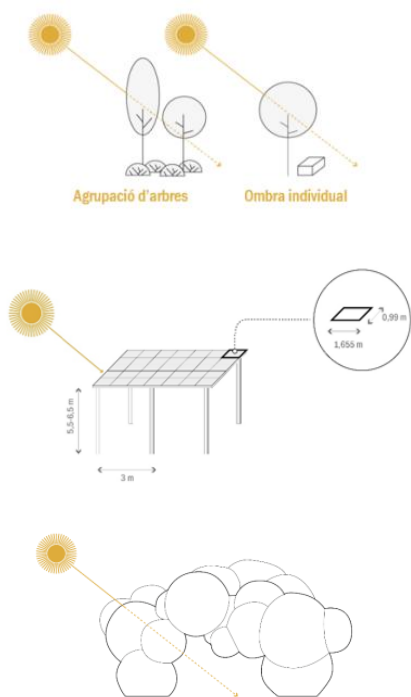 Agrupació d'arbres
Ombra individual
0,99 m
1,655 m
5,5-6,5 m
3 m